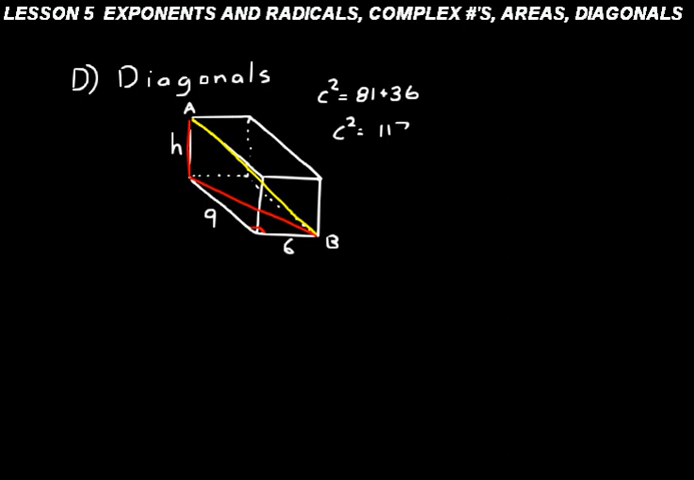 LESSON 5 EXPONENTS AND RADICALS, COMPLEX #'S, AREAS, DIAGONALS
D) Diagonals
c²= 81+36
c²= 117
A
h
9
6
B